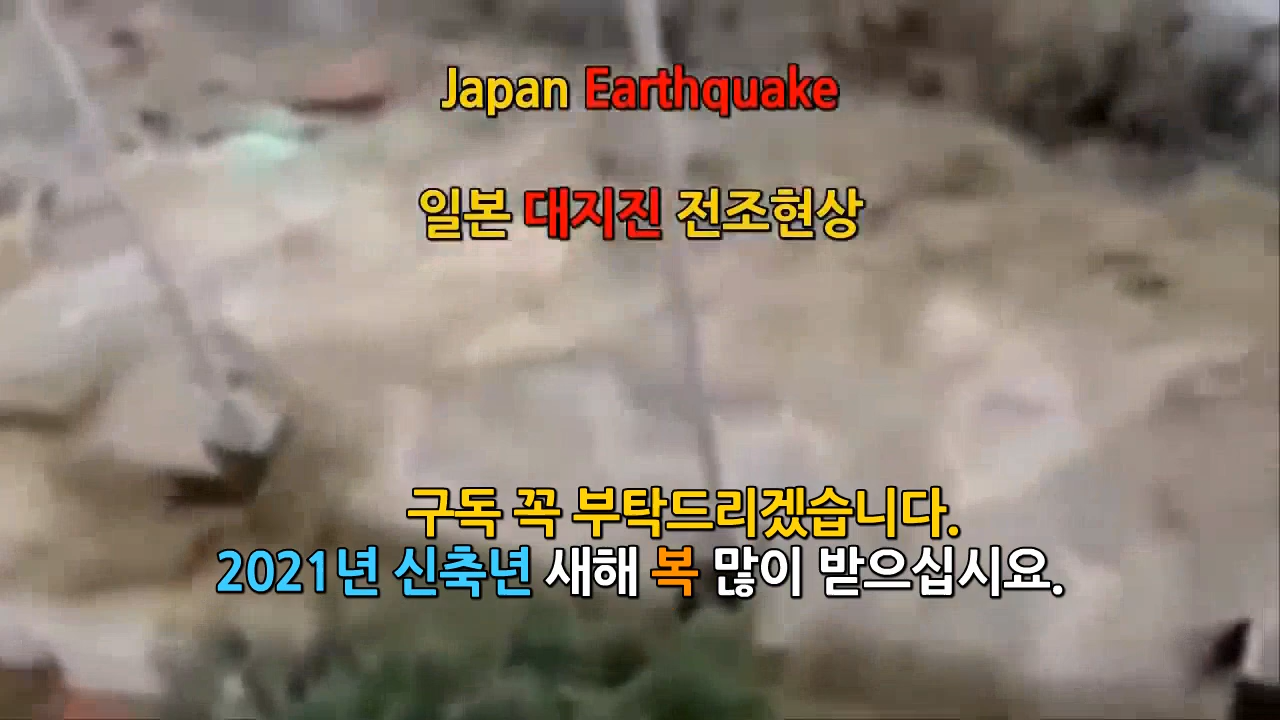 Japan Earthquake
일본 대지진 전조현상
구독 꼭 부탁드리겠습니다.
2021년 신축년 새해 복 많이 받으십시요.